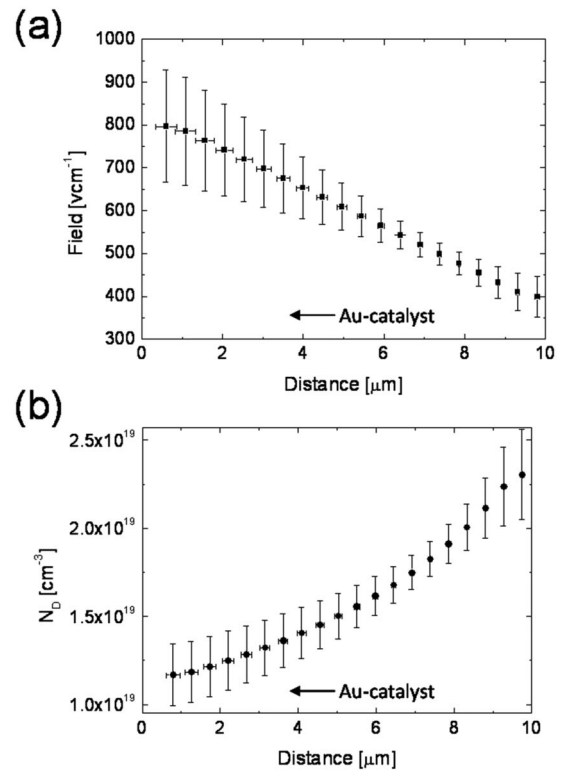 (a)
1000
900
800
700
600
500
400
300
Field [vcm⁻¹]
Au-catalyst
0 2 4 6 8 10
Distance [μm]
(b)
2.5x10¹⁹
2.0x10¹⁹
1.5x10¹⁹
1.0x10¹⁹
N_D [cm⁻³]
Au-catalyst
0 2 4 6 8 10
Distance [μm]